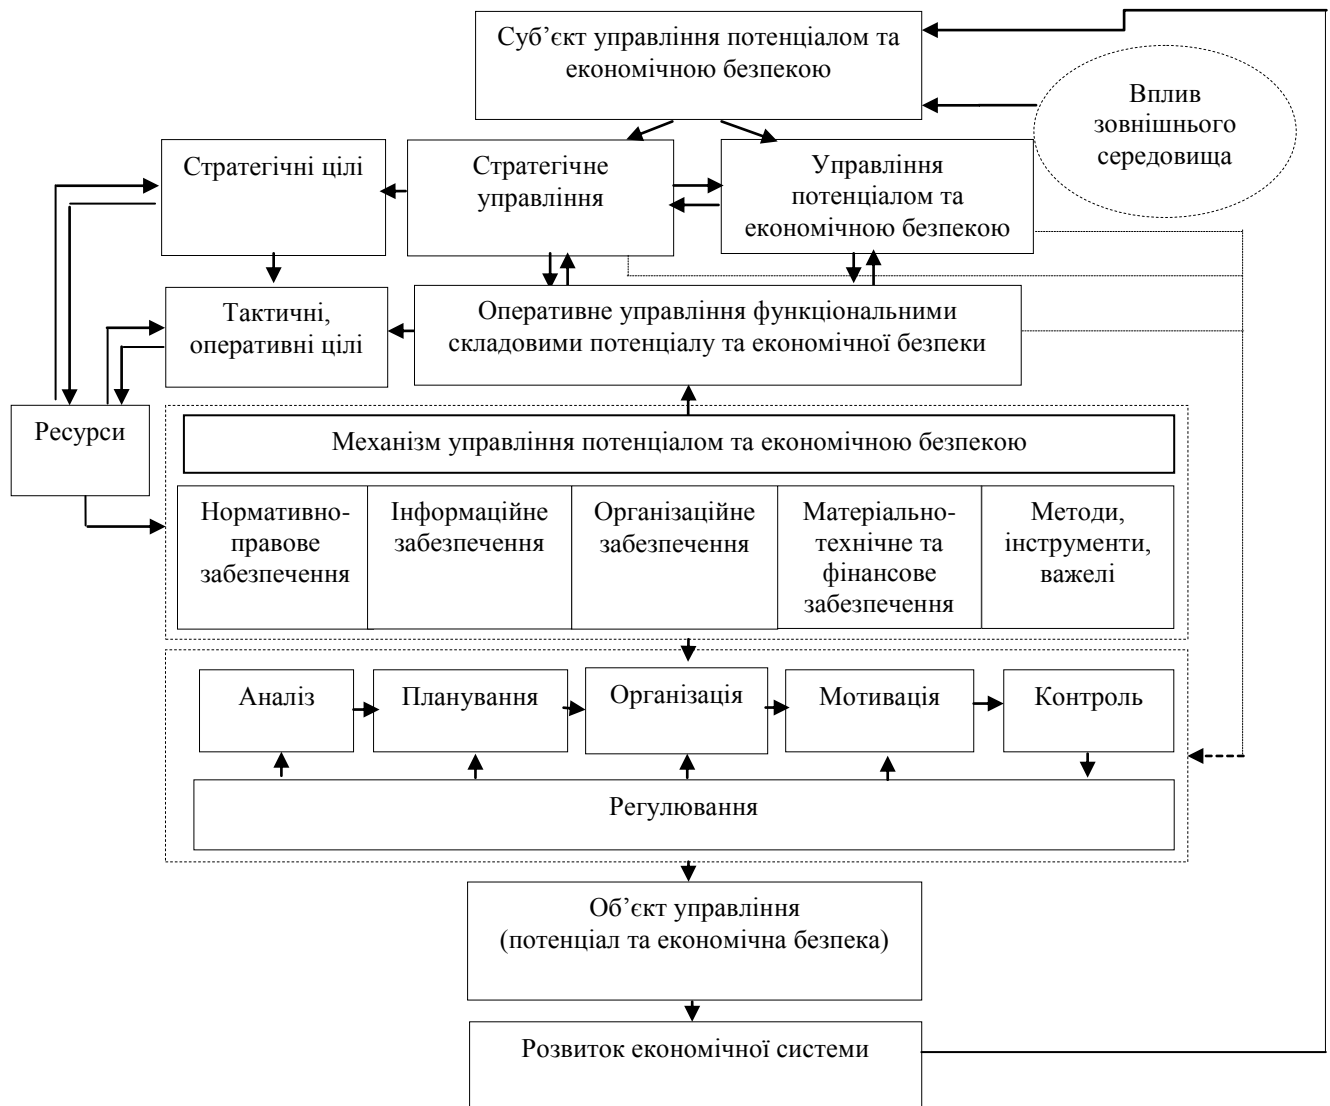 Суб’єкт управління потенціалом та
економічною безпекою
Вплив
зовнішнього
середовища
Стратегічні цілі
Стратегічне
управління
Управління
потенціалом та
економічною безпекою
Тактичні,
оперативні цілі
Оперативне управління функціональними
складовими потенціалу та економічної безпеки
Ресурси
Механізм управління потенціалом та економічною безпекою
Нормативно-
правове
забезпечення
Інформаційне
забезпечення
Організаційне
забезпечення
Матеріально-
технічне та
фінансове
забезпечення
Методи,
інструменти,
важелі
Аналіз
Планування
Організація
Мотивація
Контроль
Регулювання
Об’єкт управління
(потенціал та економічна безпека)
Розвиток економічної системи